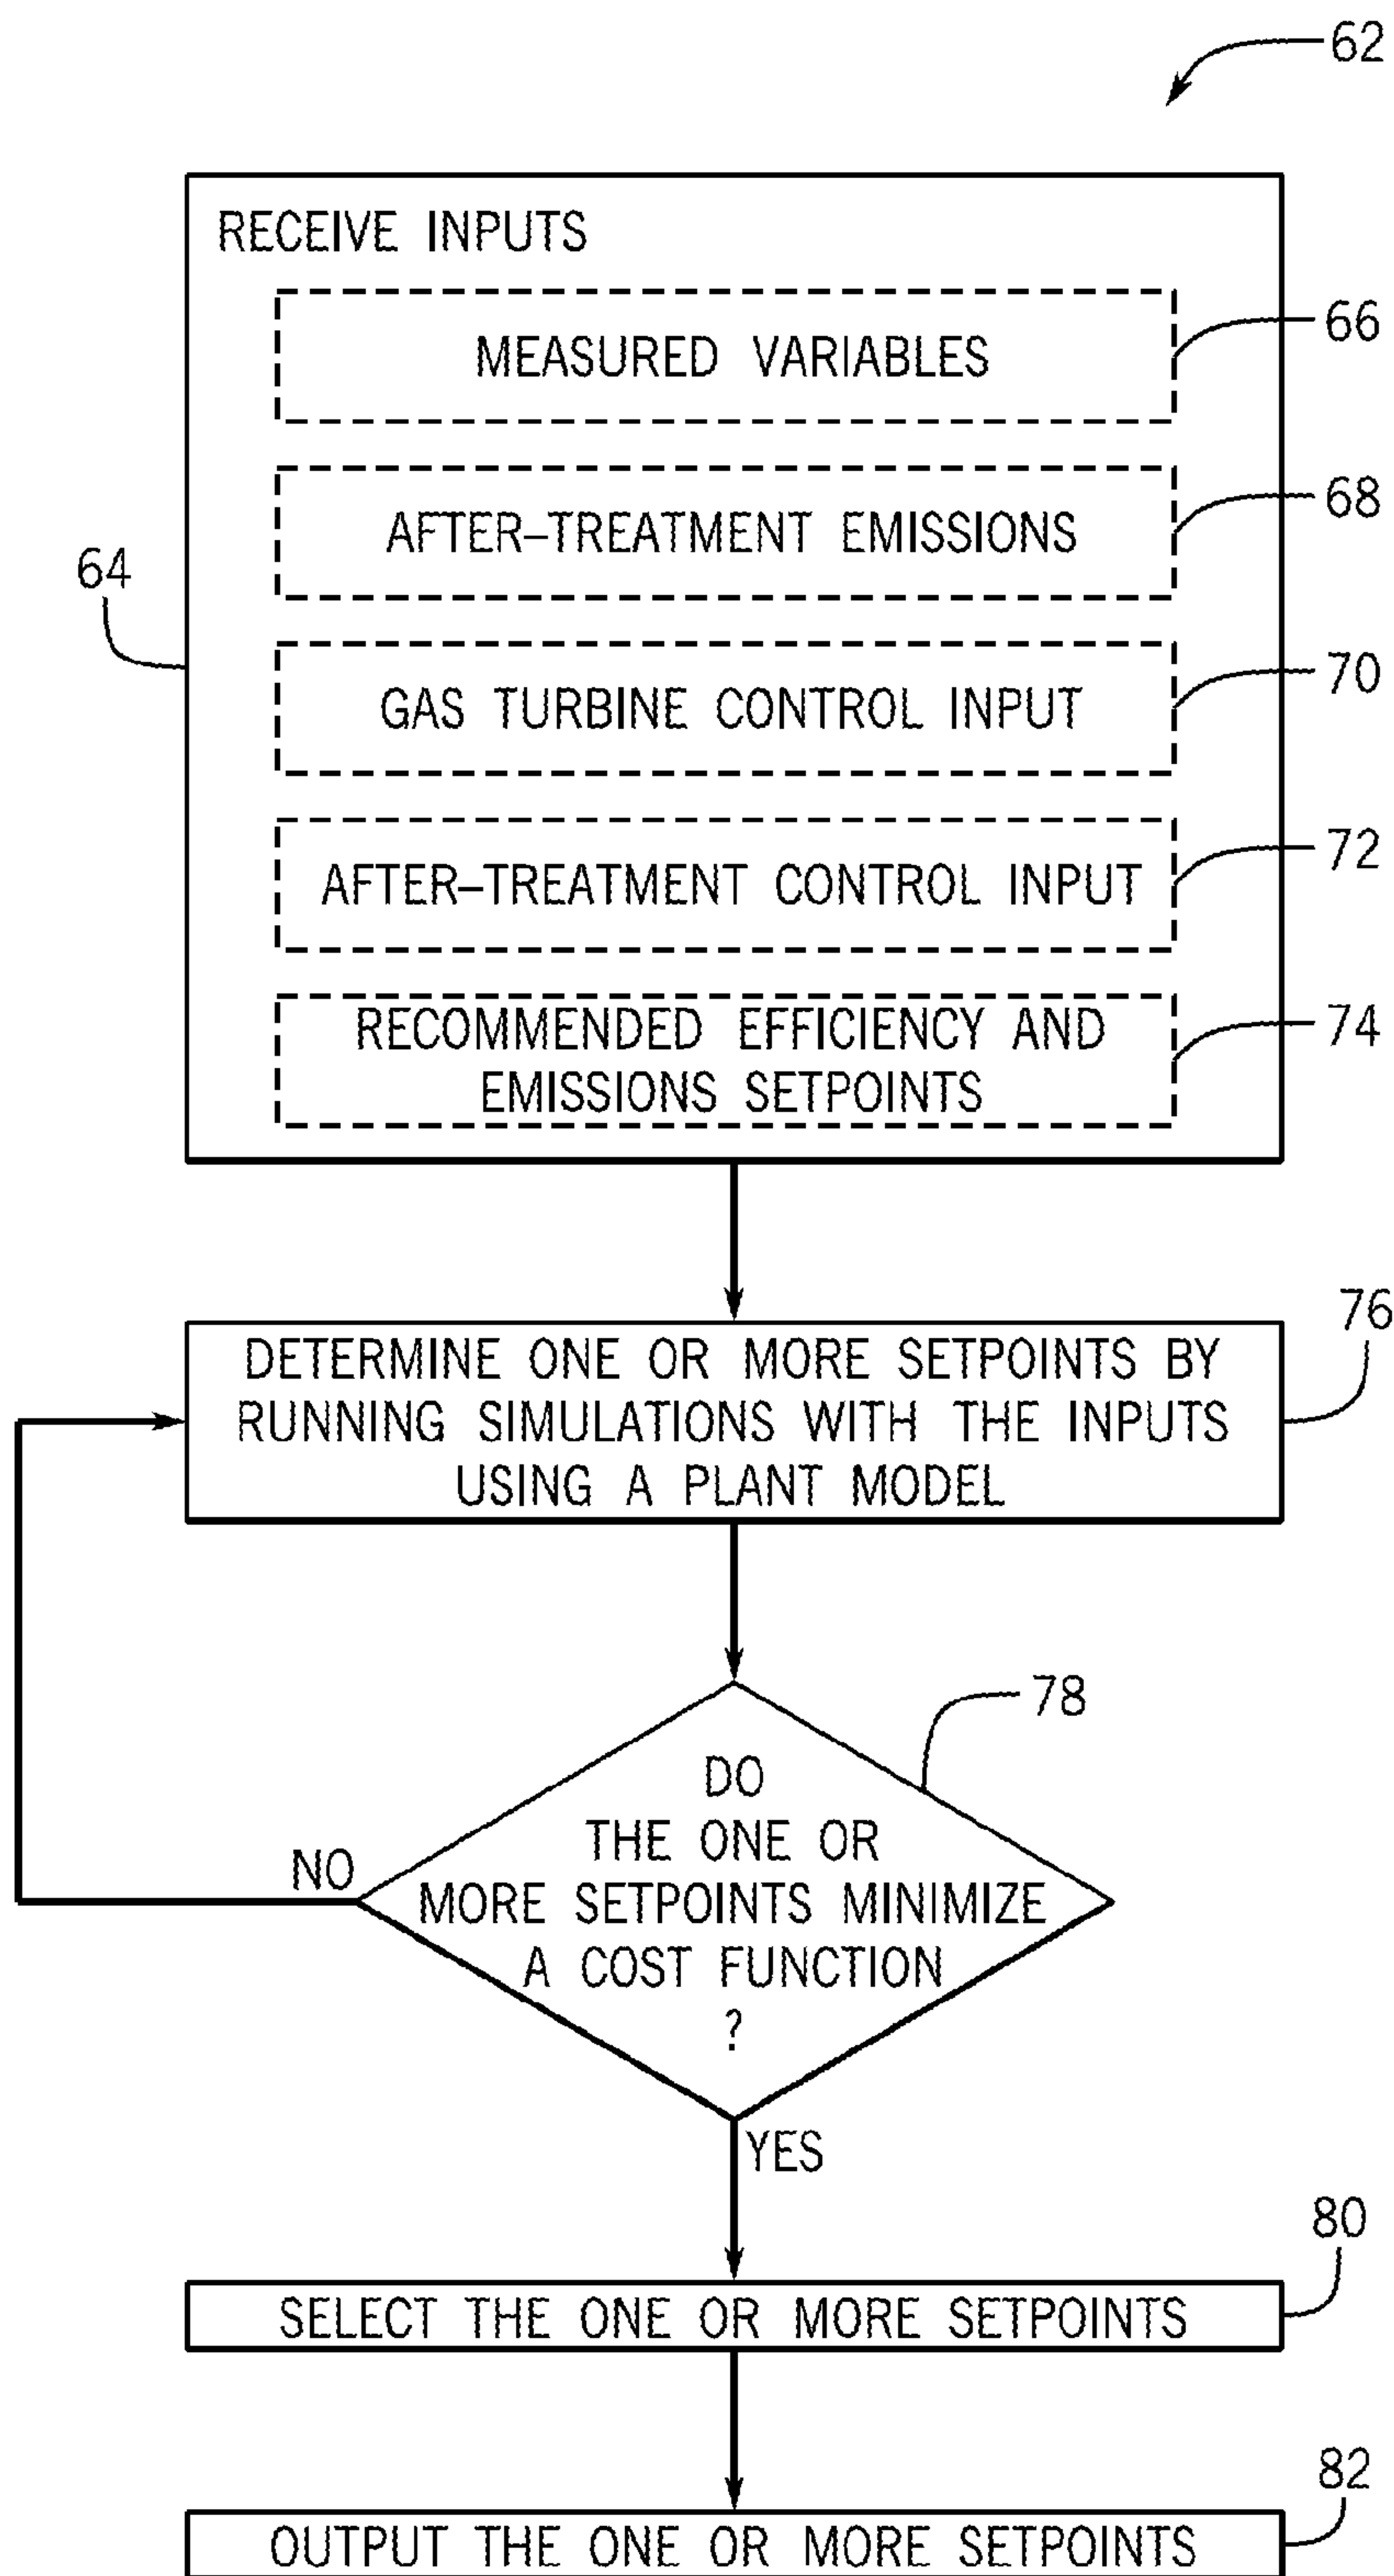 62
RECEIVE INPUTS
MEASURED VARIABLES
66
AFTER–TREATMENT EMISSIONS
68
64
GAS TURBINE CONTROL INPUT
70
AFTER–TREATMENT CONTROL INPUT
72
RECOMMENDED EFFICIENCY AND
EMISSIONS SETPOINTS
74
76
DETERMINE ONE OR MORE SETPOINTS BY
RUNNING SIMULATIONS WITH THE INPUTS
USING A PLANT MODEL
78
DO
THE ONE OR
MORE SETPOINTS MINIMIZE
A COST FUNCTION
?
NO
YES
80
SELECT THE ONE OR MORE SETPOINTS
82
OUTPUT THE ONE OR MORE SETPOINTS